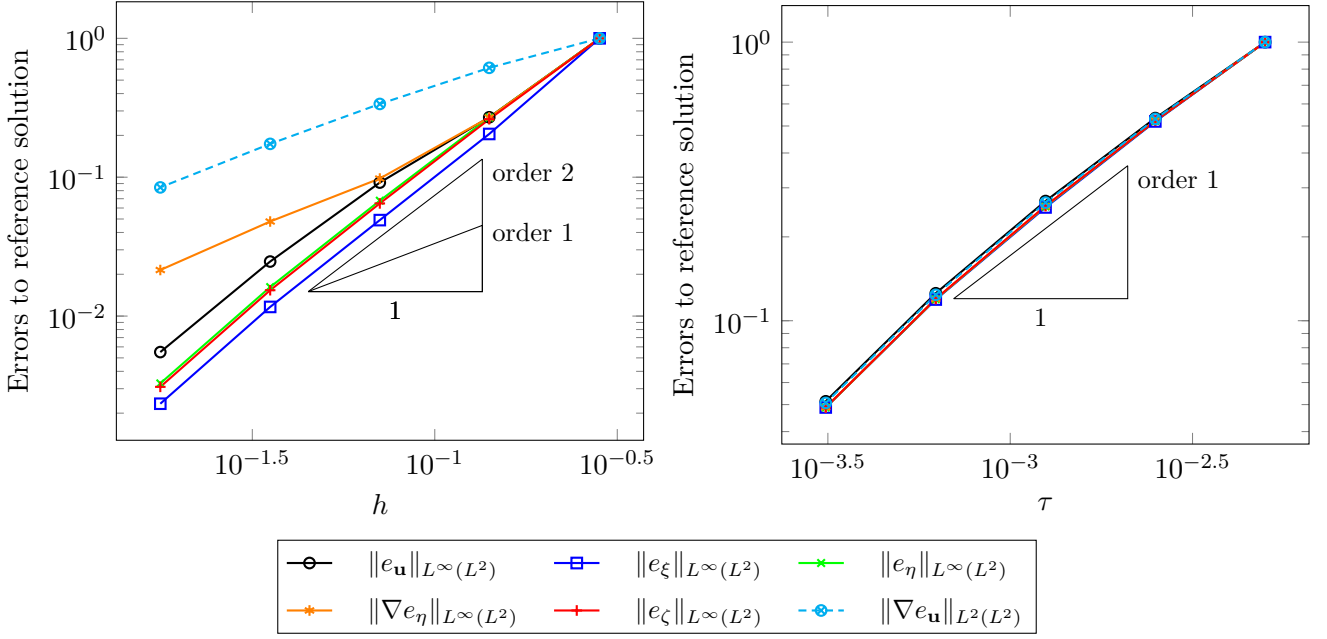 Errors to reference solution
10^0
10^-1
10^-2
order 2
order 1
1
10^-1.5
10^-1
10^-0.5
h
Errors to reference solution
10^0
10^-1
order 1
1
10^-3.5
10^-3
10^-2.5
τ
‖e_𝐮‖_{L^∞(L^2)}
‖e_ξ‖_{L^∞(L^2)}
‖e_η‖_{L^∞(L^2)}
‖∇e_η‖_{L^∞(L^2)}
‖e_ζ‖_{L^∞(L^2)}
‖∇e_𝐮‖_{L^2(L^2)}